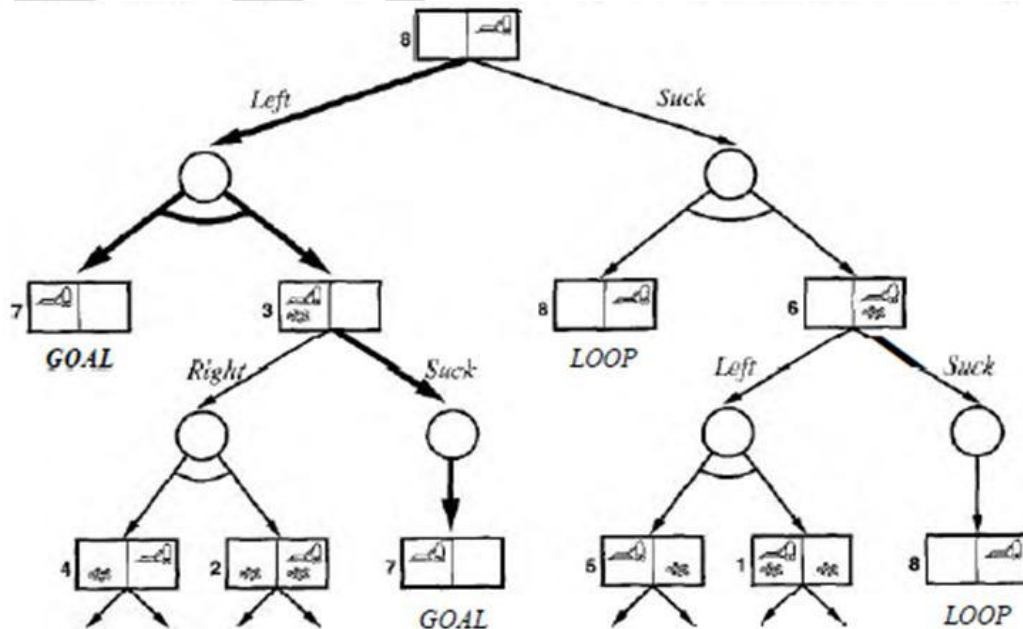 8
Left Suck
7 3 8 6
GOAL LOOP
Right Suck Left Suck
4 2 7 5 1 8
GOAL LOOP